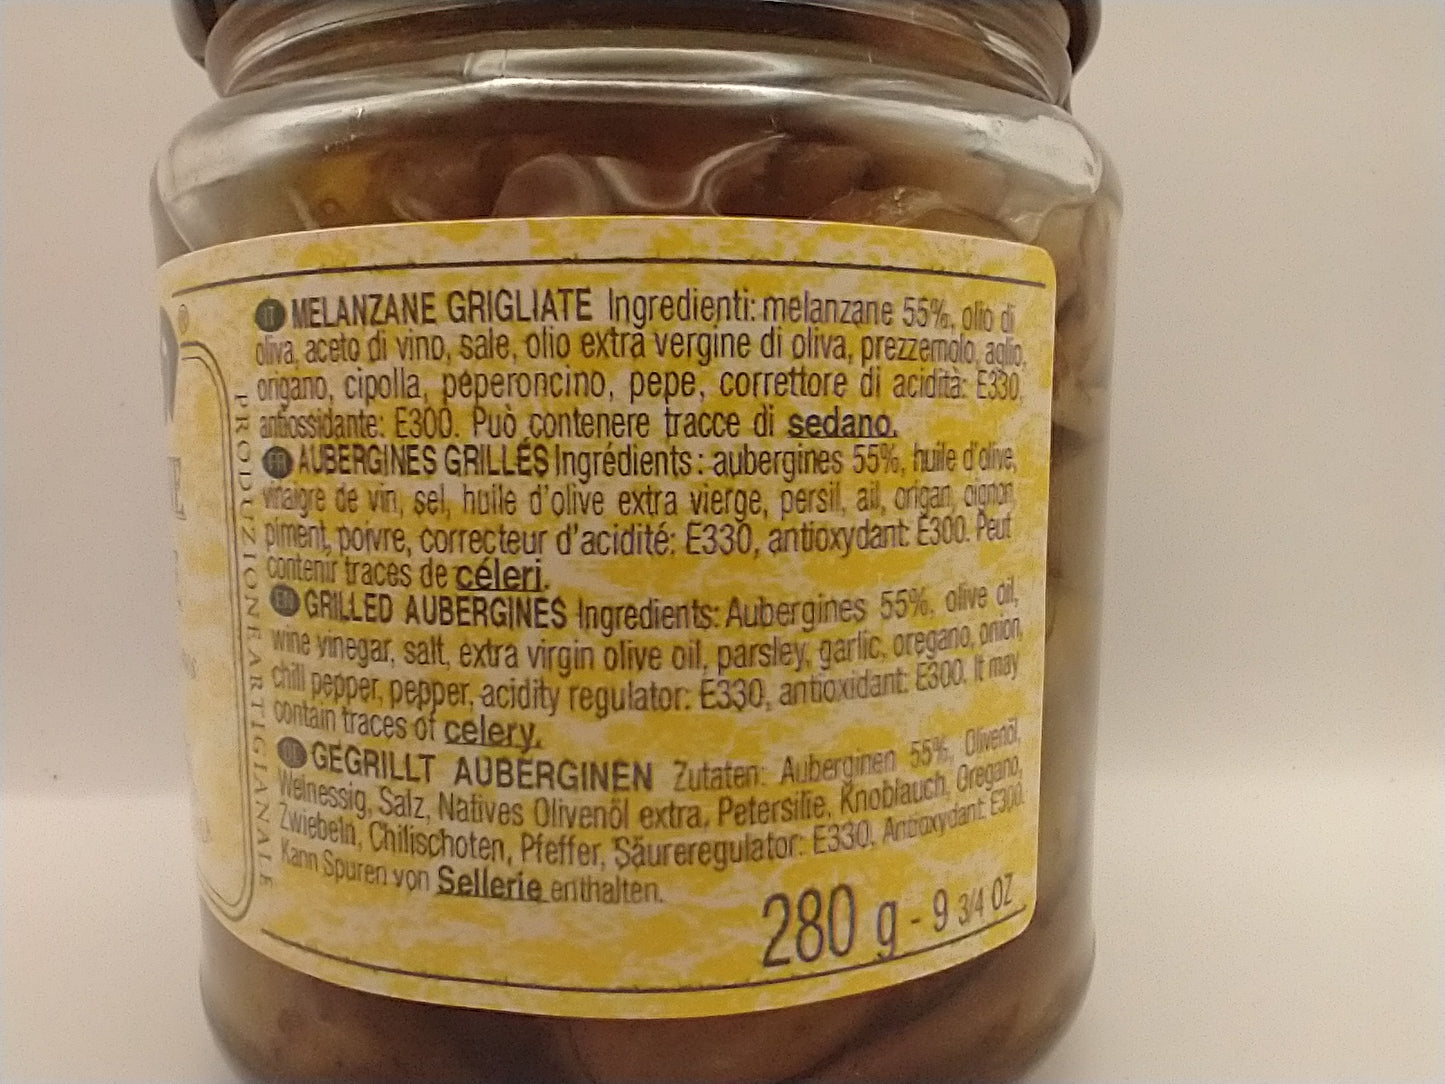 ®
PRODUZIONE ARTIGIANALE
IT MELANZANE GRIGLIATE Ingredienti: melanzane 55%, olio di
oliva, aceto di vino, sale, olio extra vergine di oliva, prezzemolo, aglio,
origano, cipolla, peperoncino, pepe, correttore di acidità: E330,
antiossidante: E300. Può contenere tracce di sedano.
FR AUBERGINES GRILLÉS Ingrédients: aubergines 55%, huile d'olive,
vinaigre de vin, sel, huile d'olive extra vierge, persil, ail, origan, oignon,
piment, poivre, correcteur d'acidité: E330, antioxydant: E300. Peut
contenir traces de céleri.
EN GRILLED AUBERGINES Ingredients: Aubergines 55%, olive oil,
wine vinegar, salt, extra virgin olive oil, parsley, garlic, oregano, onion,
chili pepper, pepper, acidity regulator: E330, antioxidant: E300. It may
contain traces of celery.
DE GEGRILLT AUBERGINEN Zutaten: Auberginen 55%, Olivenöl,
Weinessig, Salz, Natives Olivenöl extra, Petersilie, Knoblauch, Oregano,
Zwiebeln, Chilischoten, Pfeffer, Säureregulator: E330, Antioxydant: E300.
Kann Spuren von Sellerie enthalten.
280 g - 9 3/4 OZ